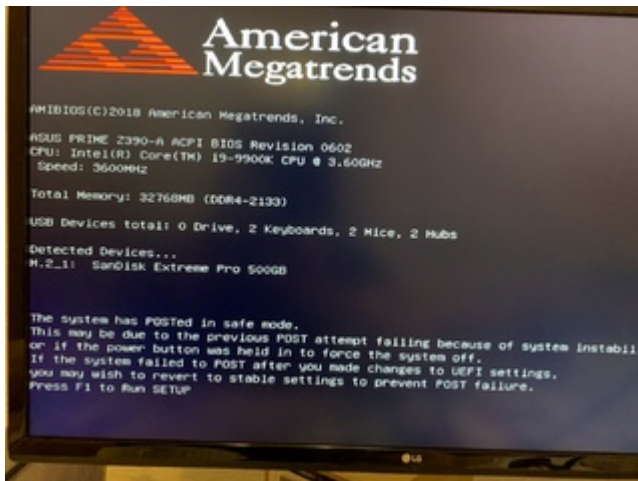 American
Megatrends
AMIBIOS(C)2018 American Megatrends, Inc.
ASUS PRIME Z390-A ACPI BIOS Revision 0602
CPU: Intel(R) Core(TM) i9-9900K CPU @ 3.60GHz
Speed: 3600MHz
Total Memory: 32768MB (DDR4-2133)
USB Devices total: 0 Drive, 2 Keyboards, 2 Mice, 2 Hubs
Detected Devices...
M.2_1: SanDisk Extreme Pro 500GB
The system has POSTed in safe mode.
This may be due to the previous POST attempt failing because of system instabil
or if the power button was held in to force the system off.
If the system failed to POST after you made changes to UEFI settings,
you may wish to revert to stable settings to prevent POST failure.
Press F1 to Run SETUP
LG